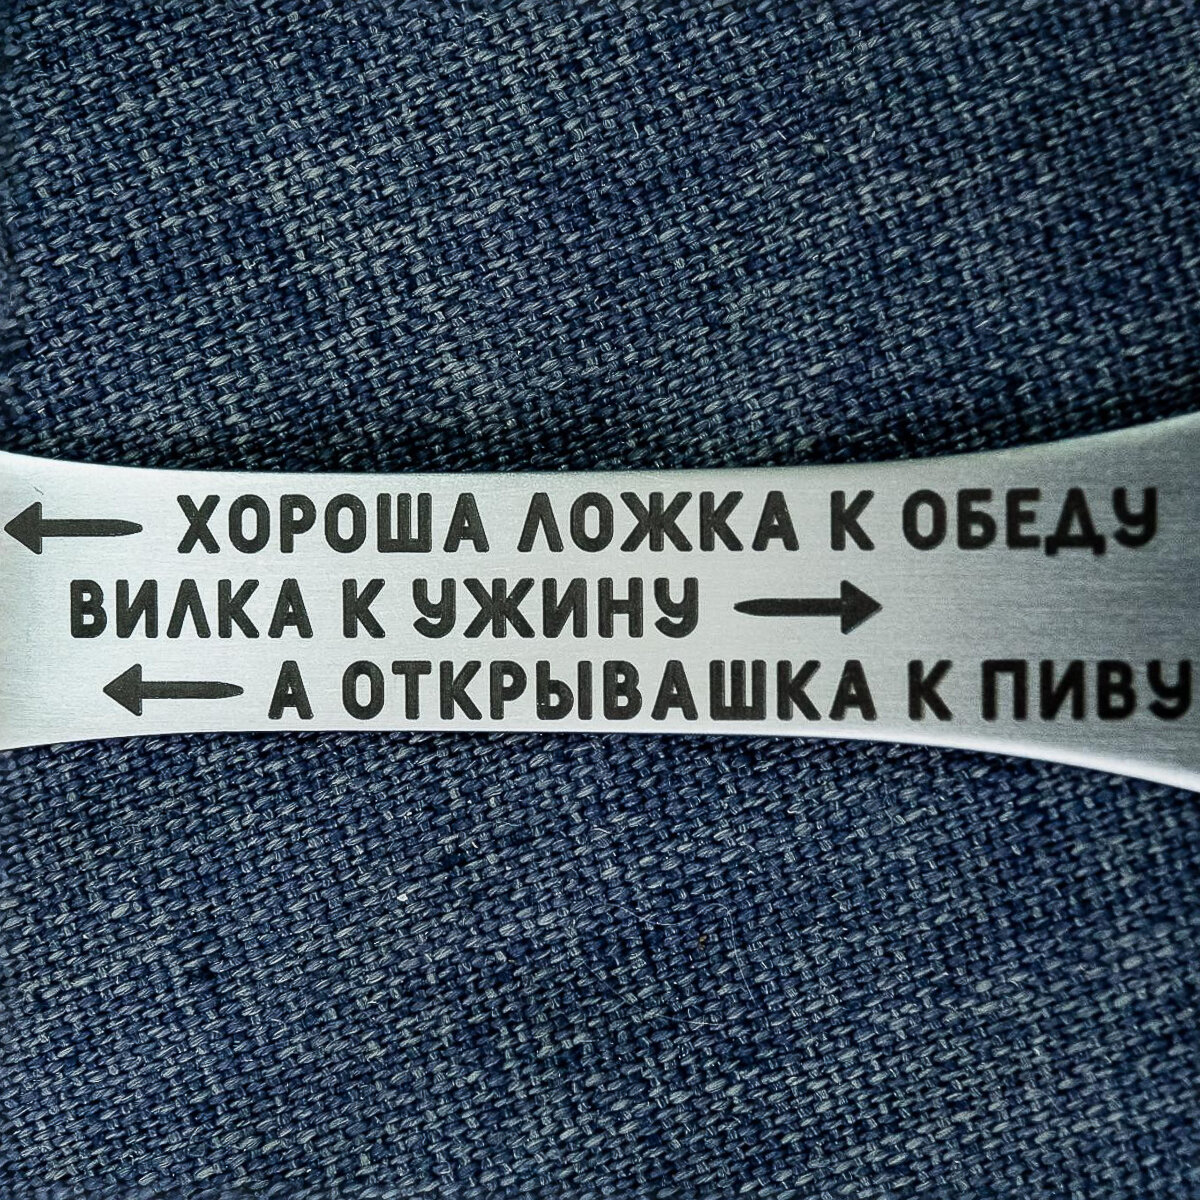 ХОРОША ЛОЖКА К ОБЕДУ
ВИЛКА К УЖИНУ
А ОТКРЫВАШКА К ПИВУ